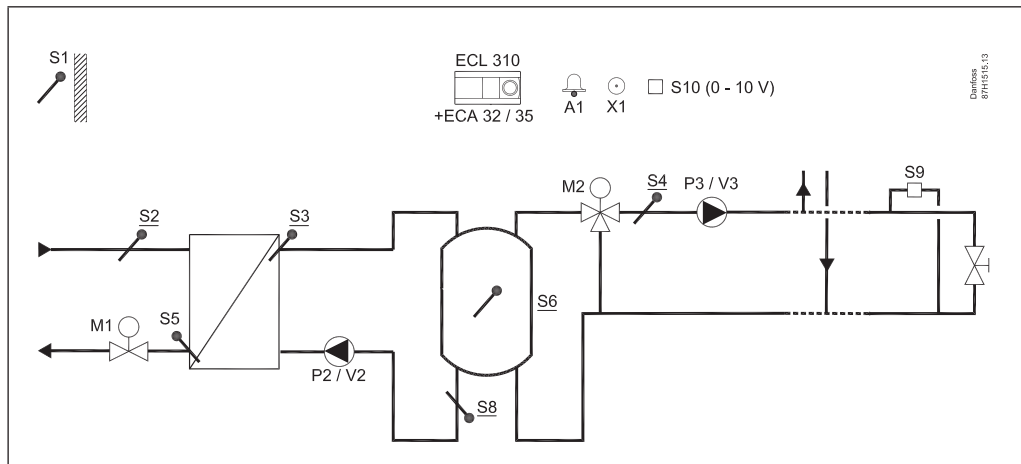 S1
ECL 310
+ECA 32 / 35
A1
X1
S10 (0 - 10 V)
Danfoss
87H1515.13
S2
S3
M2
S4
P3 / V3
S9
S6
M1
S5
P2 / V2
S8